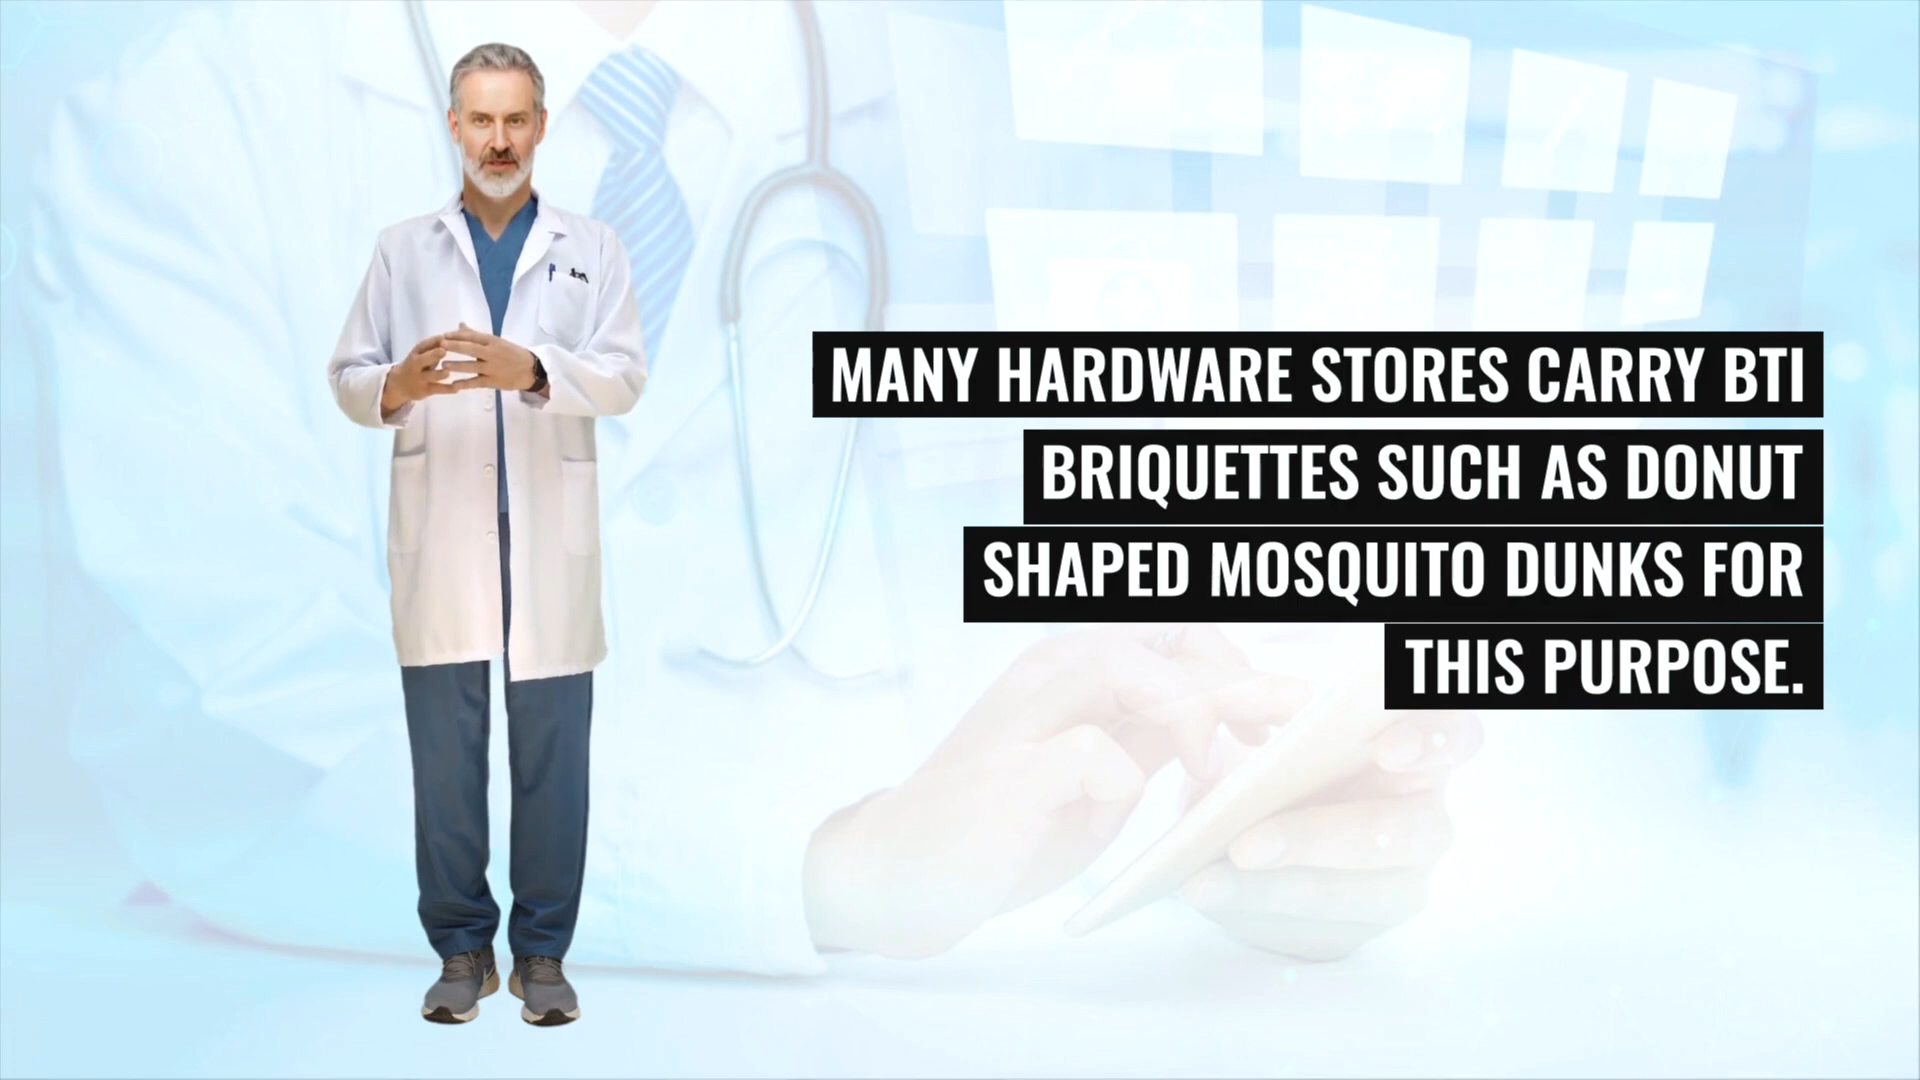 MANY HARDWARE STORES CARRY BTI
BRIQUETTES SUCH AS DONUT
SHAPED MOSQUITO DUNKS FOR
THIS PURPOSE.